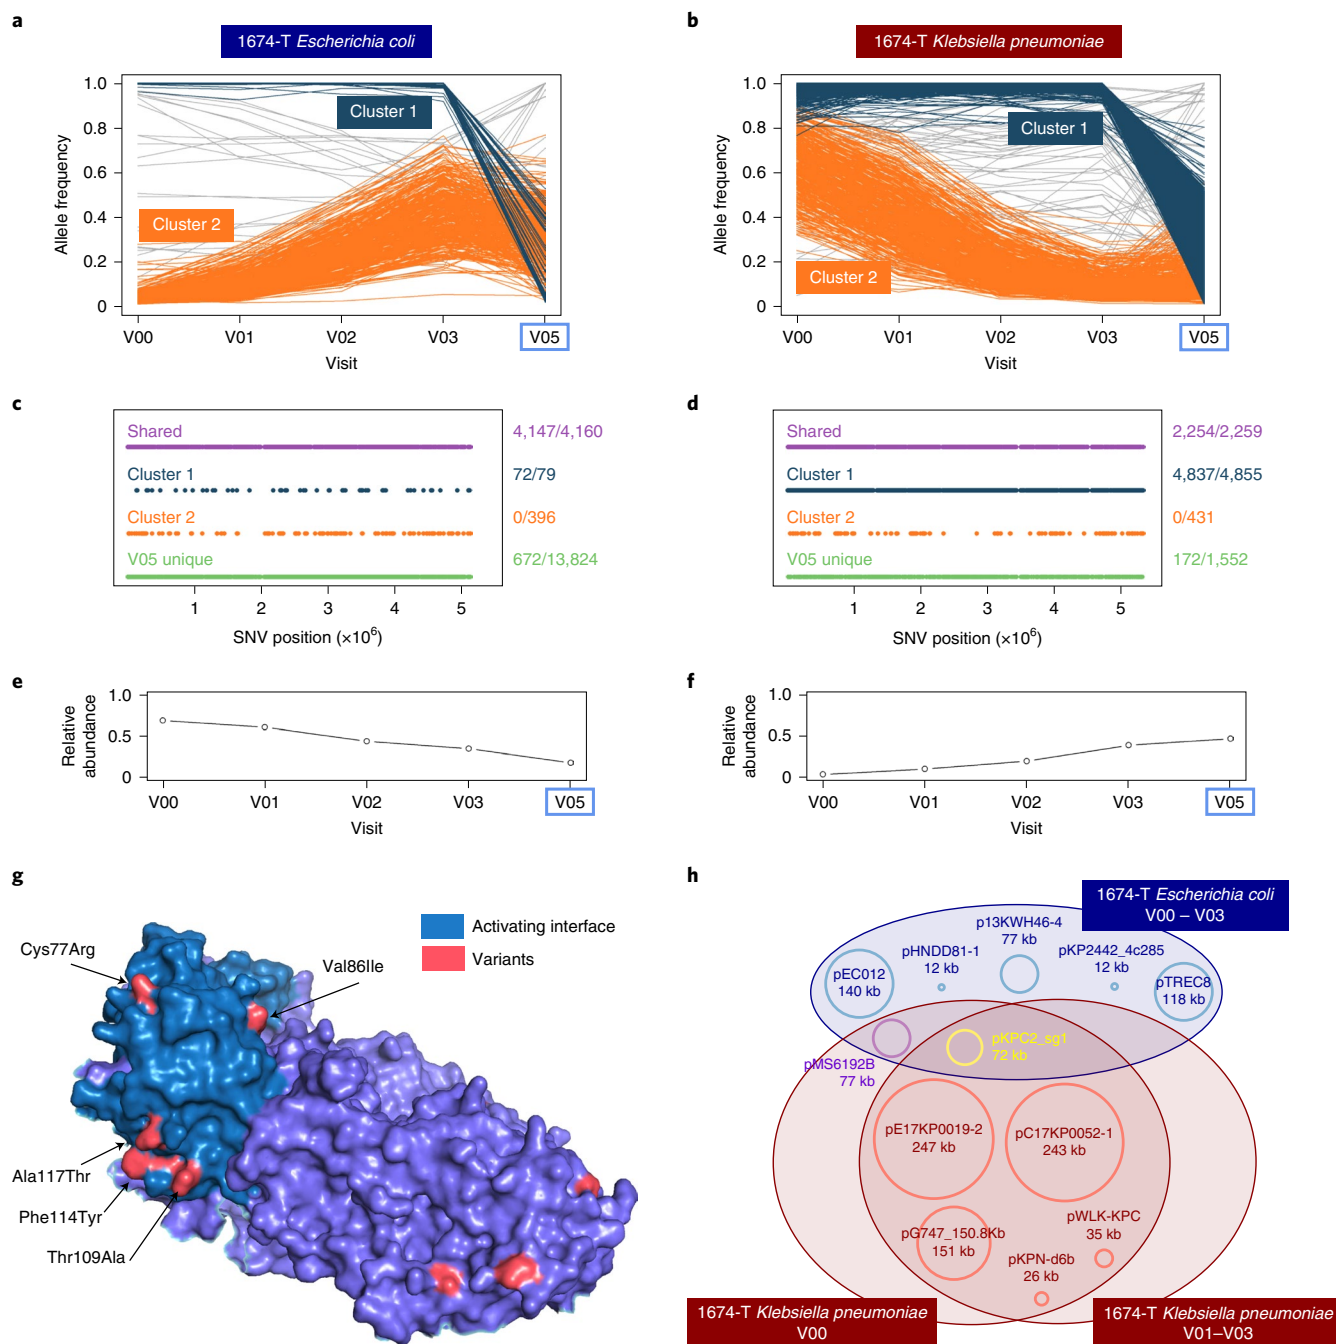 a
1674-T Escherichia coli
Allele frequency
1.0
0.8
0.6
0.4
0.2
0
Cluster 1
Cluster 2
V00 V01 V02 V03 V05
Visit
b
1674-T Klebsiella pneumoniae
Allele frequency
1.0
0.8
0.6
0.4
0.2
0
Cluster 1
Cluster 2
V00 V01 V02 V03 V05
Visit
c
Shared 4,147/4,160
Cluster 1 72/79
Cluster 2 0/396
V05 unique 672/13,824
1 2 3 4 5
SNV position (×10⁶)
d
Shared 2,254/2,259
Cluster 1 4,837/4,855
Cluster 2 0/431
V05 unique 172/1,552
1 2 3 4 5
SNV position (×10⁶)
e
Relative
abundance
1.0
0.5
0
V00 V01 V02 V03 V05
Visit
f
Relative
abundance
1.0
0.5
0
V00 V01 V02 V03 V05
Visit
g
Activating interface
Variants
Cys77Arg
Val86Ile
Ala117Thr
Phe114Tyr
Thr109Ala
h
1674-T Escherichia coli
V00 – V03
p13KWH46-4
77 kb
pHNDD81-1
12 kb
pKP2442_4c285
12 kb
pEC012
140 kb
pTREC8
118 kb
pMS6192B
77 kb
pKPC2_sg1
72 kb
pE17KP0019-2
247 kb
pC17KP0052-1
243 kb
pG747_150.8Kb
151 kb
pWLK-KPC
35 kb
pKPN-d6b
26 kb
1674-T Klebsiella pneumoniae
V00
1674-T Klebsiella pneumoniae
V01–V03